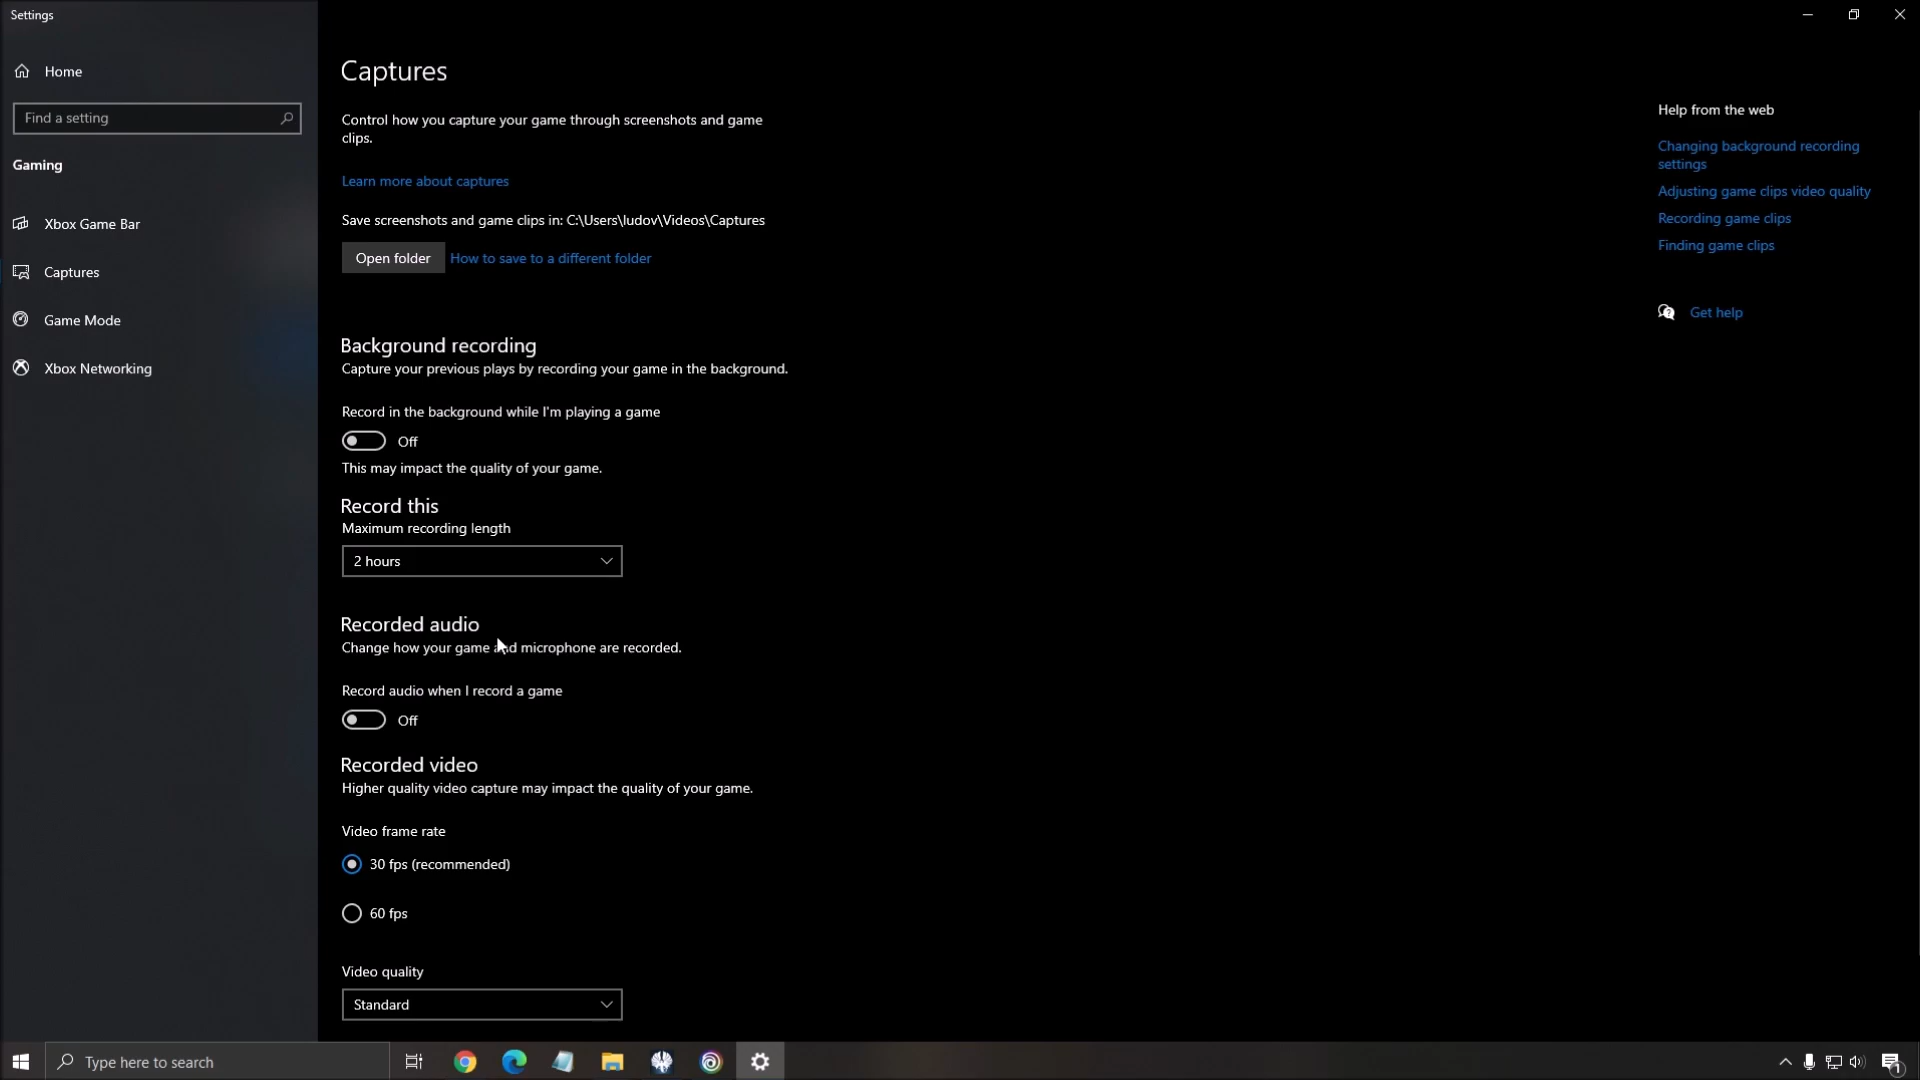 Settings
Home
Find a setting
Gaming
Xbox Game Bar
Captures
Game Mode
Xbox Networking
Captures
Control how you capture your game through screenshots and game
clips.
Learn more about captures
Save screenshots and game clips in: C:\Users\ludov\Videos\Captures
Open folder
How to save to a different folder
Background recording
Capture your previous plays by recording your game in the background.
Record in the background while I'm playing a game
Off
This may impact the quality of your game.
Record this
Maximum recording length
2 hours
Recorded audio
Change how your game and microphone are recorded.
Record audio when I record a game
Off
Recorded video
Higher quality video capture may impact the quality of your game.
Video frame rate
30 fps (recommended)
60 fps
Video quality
Standard
Help from the web
Changing background recording
settings
Adjusting game clips video quality
Recording game clips
Finding game clips
Get help
Type here to search
1